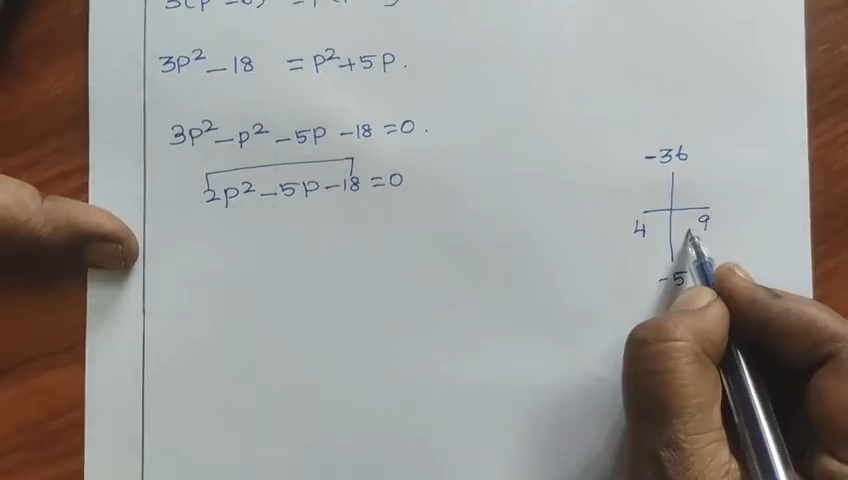 3p² - 18 = p² + 5p.
3p² - p² - 5p - 18 = 0.
2p² - 5p - 18 = 0
-36
4 9
-5